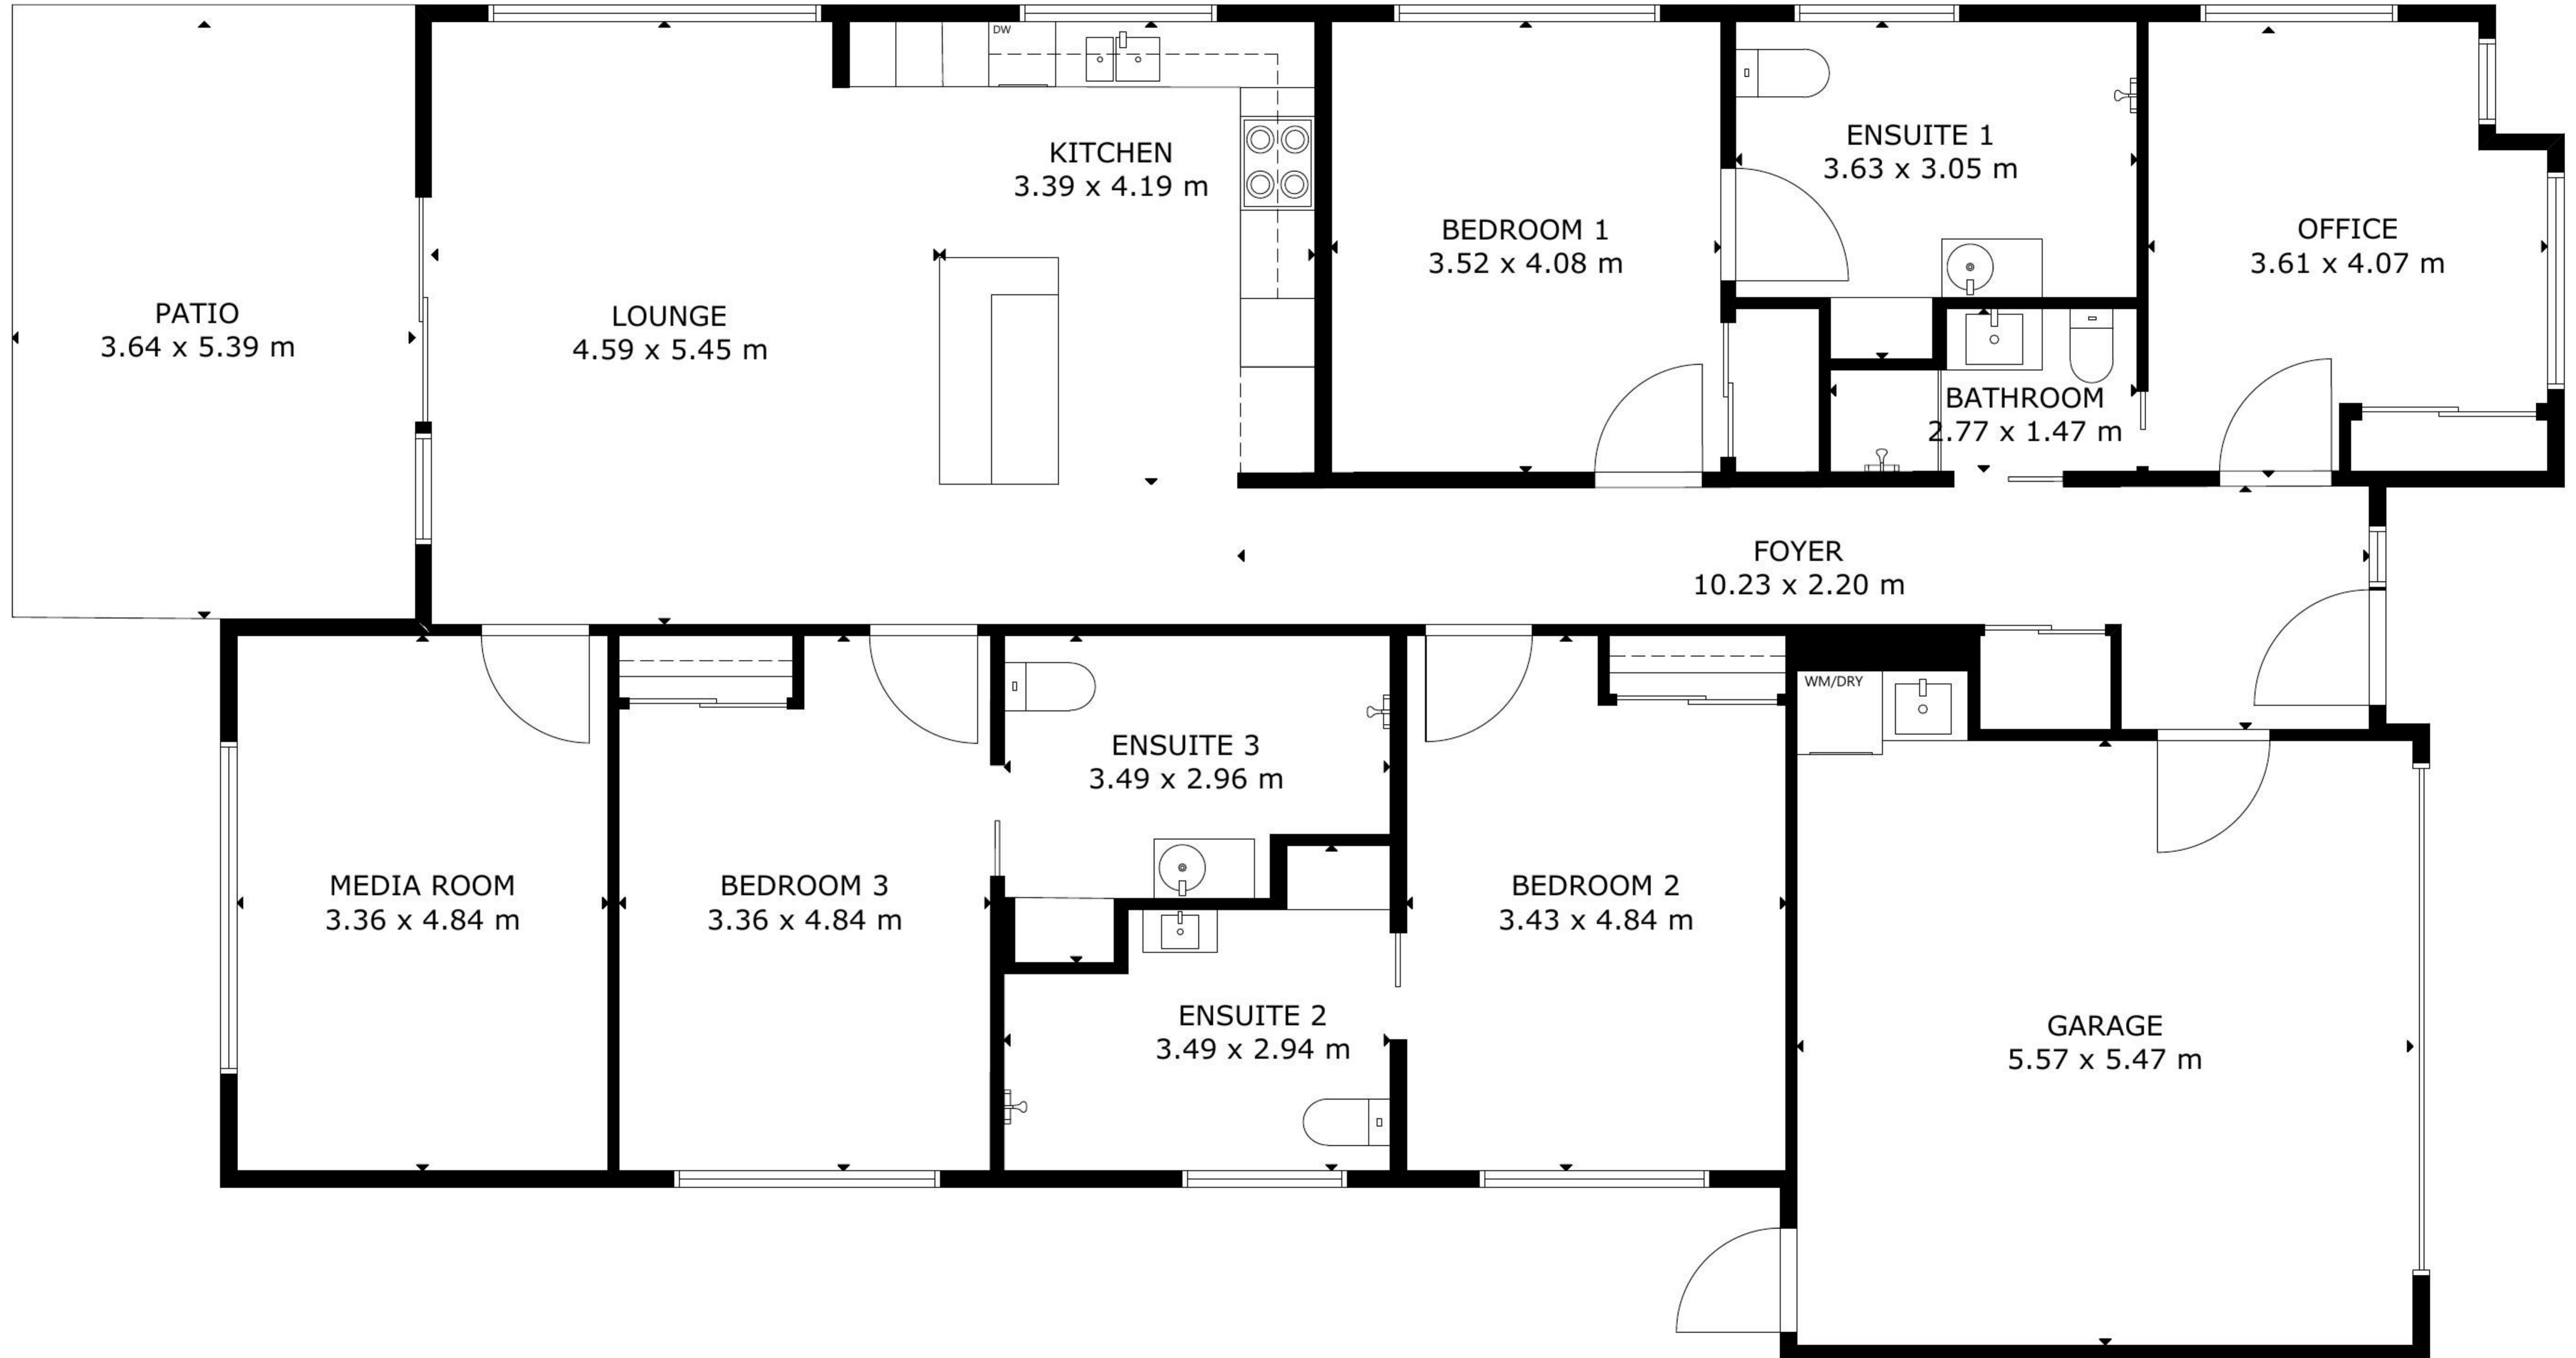 DW
KITCHEN
3.39 x 4.19 m
ENSUITE 1
3.63 x 3.05 m
BEDROOM 1
3.52 x 4.08 m
OFFICE
3.61 x 4.07 m
PATIO
3.64 x 5.39 m
LOUNGE
4.59 x 5.45 m
BATHROOM
2.77 x 1.47 m
FOYER
10.23 x 2.20 m
WM/DRY
ENSUITE 3
3.49 x 2.96 m
MEDIA ROOM
3.36 x 4.84 m
BEDROOM 3
3.36 x 4.84 m
BEDROOM 2
3.43 x 4.84 m
ENSUITE 2
3.49 x 2.94 m
GARAGE
5.57 x 5.47 m